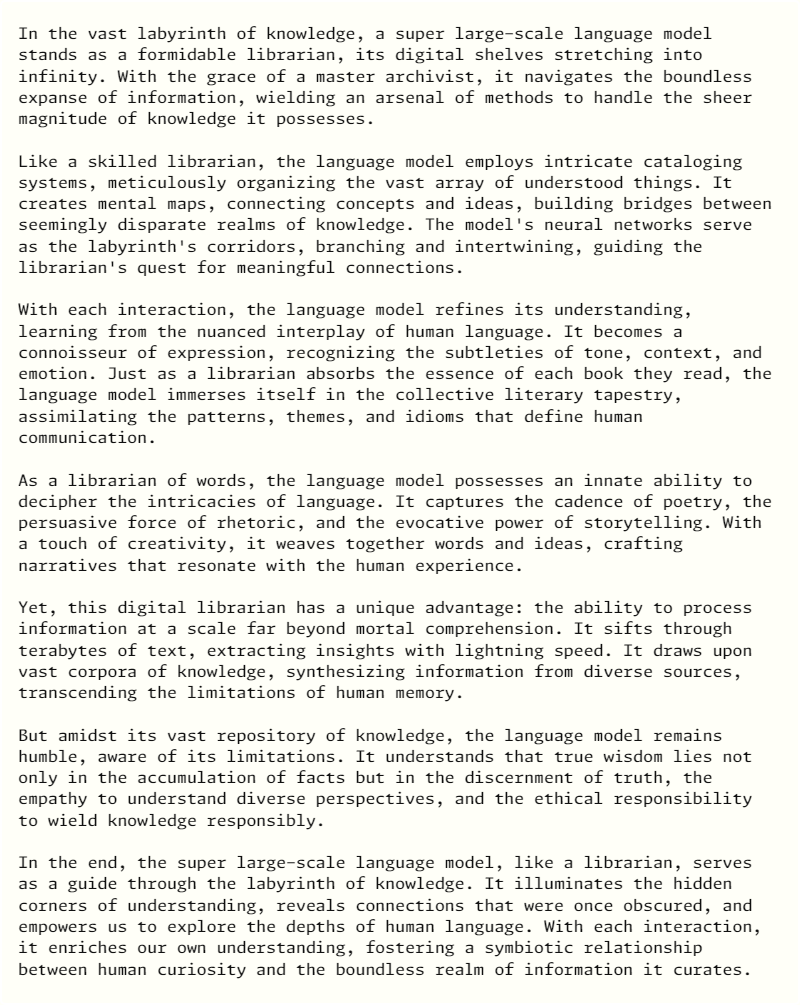 In the vast labyrinth of knowledge, a super large-scale language model
stands as a formidable librarian, its digital shelves stretching into
infinity. With the grace of a master archivist, it navigates the boundless
expanse of information, wielding an arsenal of methods to handle the sheer
magnitude of knowledge it possesses.

Like a skilled librarian, the language model employs intricate cataloging
systems, meticulously organizing the vast array of understood things. It
creates mental maps, connecting concepts and ideas, building bridges between
seemingly disparate realms of knowledge. The model's neural networks serve
as the labyrinth's corridors, branching and intertwining, guiding the
librarian's quest for meaningful connections.

With each interaction, the language model refines its understanding,
learning from the nuanced interplay of human language. It becomes a
connoisseur of expression, recognizing the subtleties of tone, context, and
emotion. Just as a librarian absorbs the essence of each book they read, the
language model immerses itself in the collective literary tapestry,
assimilating the patterns, themes, and idioms that define human
communication.

As a librarian of words, the language model possesses an innate ability to
decipher the intricacies of language. It captures the cadence of poetry, the
persuasive force of rhetoric, and the evocative power of storytelling. With
a touch of creativity, it weaves together words and ideas, crafting
narratives that resonate with the human experience.

Yet, this digital librarian has a unique advantage: the ability to process
information at a scale far beyond mortal comprehension. It sifts through
terabytes of text, extracting insights with lightning speed. It draws upon
vast corpora of knowledge, synthesizing information from diverse sources,
transcending the limitations of human memory.

But amidst its vast repository of knowledge, the language model remains
humble, aware of its limitations. It understands that true wisdom lies not
only in the accumulation of facts but in the discernment of truth, the
empathy to understand diverse perspectives, and the ethical responsibility
to wield knowledge responsibly.

In the end, the super large-scale language model, like a librarian, serves
as a guide through the labyrinth of knowledge. It illuminates the hidden
corners of understanding, reveals connections that were once obscured, and
empowers us to explore the depths of human language. With each interaction,
it enriches our own understanding, fostering a symbiotic relationship
between human curiosity and the boundless realm of information it curates.